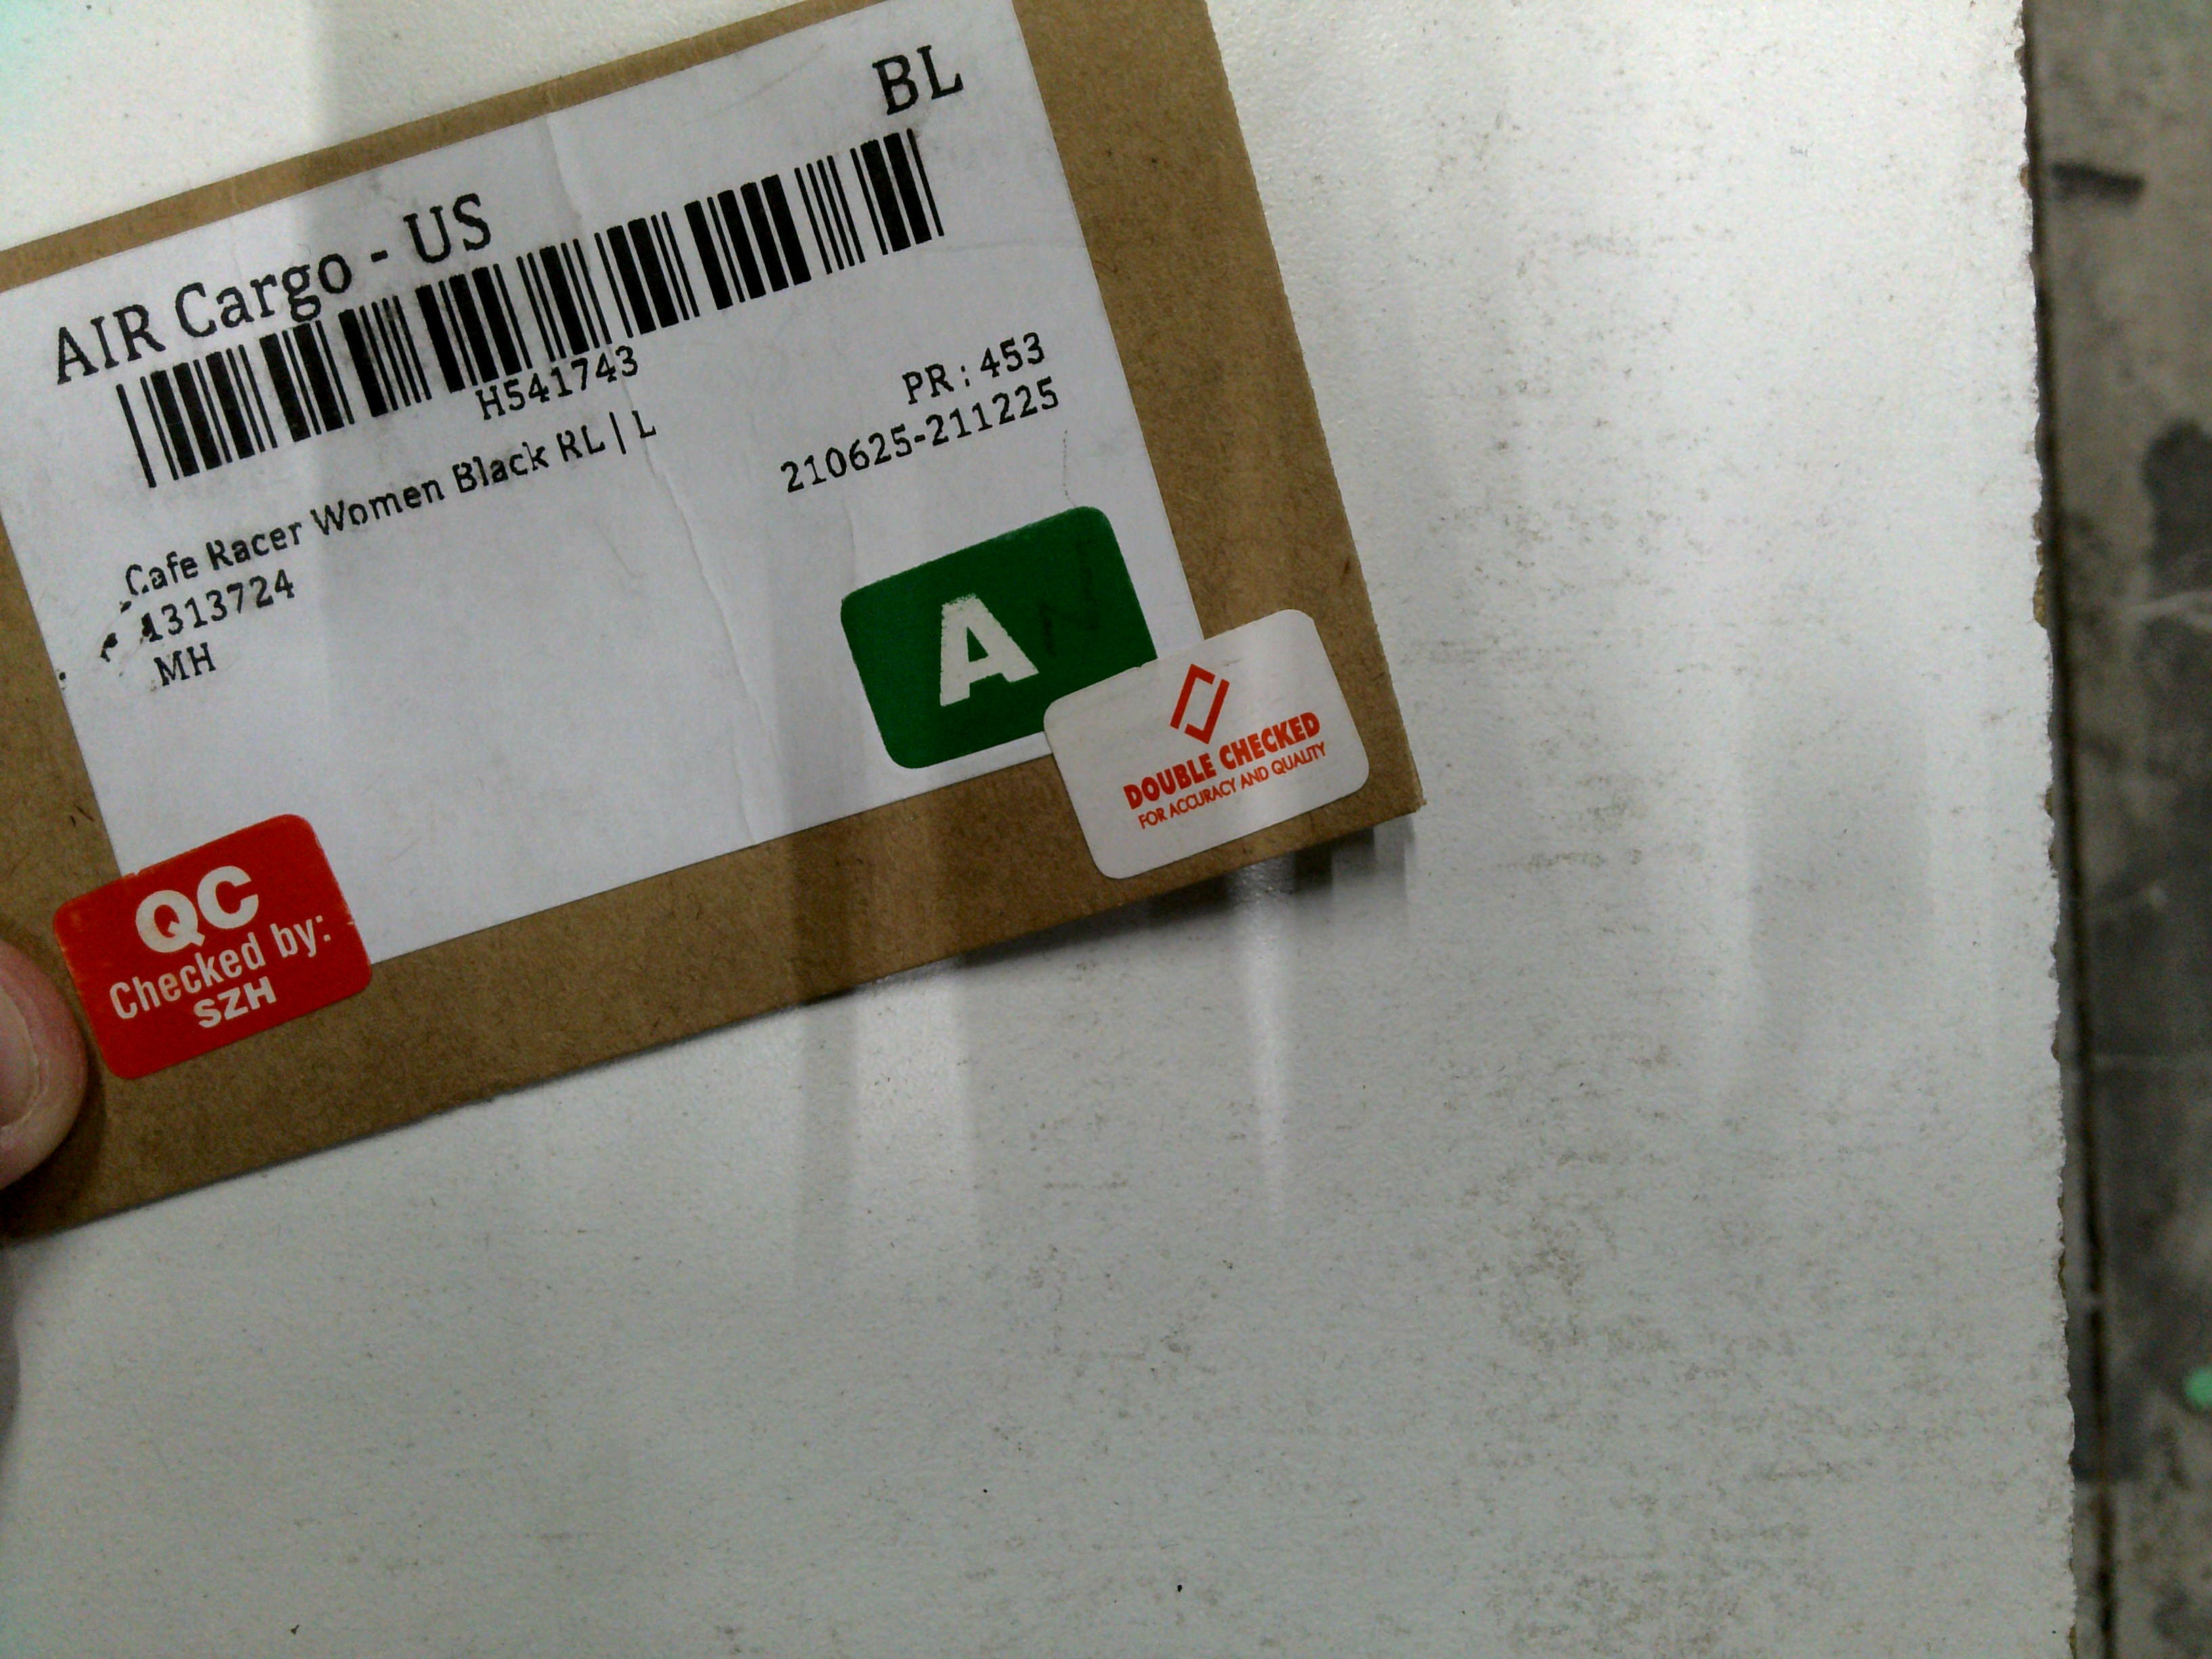 BL
AIR Cargo - US
H541743
PR : 453
210625-211225
Cafe Racer Women Black RL | L
1313724
MH
A
DOUBLE CHECKED
FOR ACCURACY AND QUALITY
QC
Checked by:
SZH